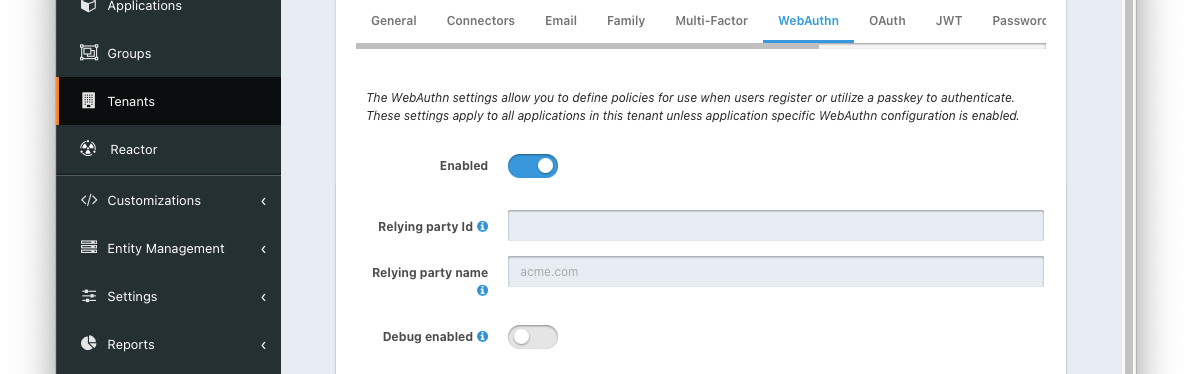 Applications
Groups
Tenants
Reactor
Customizations
Entity Management
Settings
Reports
General Connectors Email Family Multi-Factor WebAuthn OAuth JWT Password
The WebAuthn settings allow you to define policies for use when users register or utilize a passkey to authenticate.
These settings apply to all applications in this tenant unless application specific WebAuthn configuration is enabled.
Enabled
Relying party Id
Relying party name
acme.com
Debug enabled